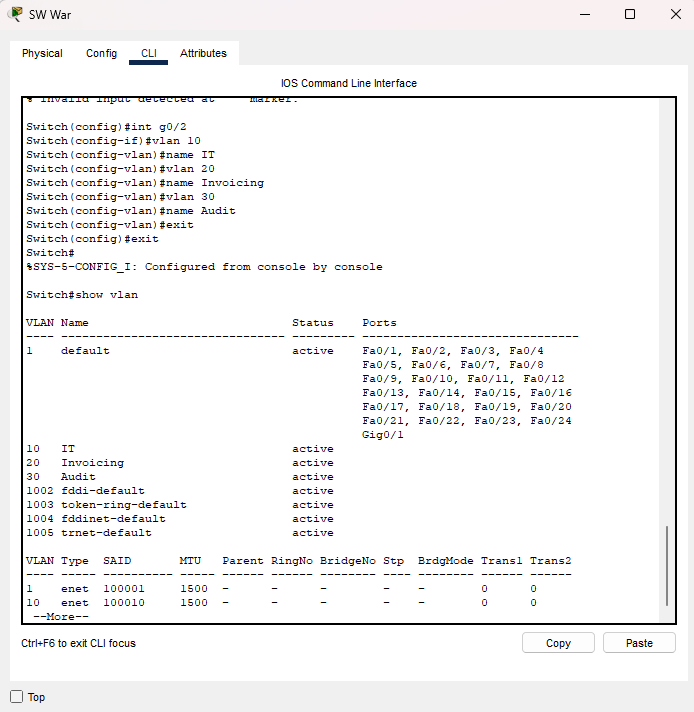 SW War
Physical Config CLI Attributes
IOS Command Line Interface
% Invalid input detected at marker.
Switch(config)#int g0/2
Switch(config-if)#vlan 10
Switch(config-vlan)#name IT
Switch(config-vlan)#vlan 20
Switch(config-vlan)#name Invoicing
Switch(config-vlan)#vlan 30
Switch(config-vlan)#name Audit
Switch(config-vlan)#exit
Switch(config)#exit
Switch#
%SYS-5-CONFIG_I: Configured from console by console
Switch#show vlan
VLAN Name Status Ports
---- -------------------------------- --------- -------------------------------
1 default active Fa0/1, Fa0/2, Fa0/3, Fa0/4
Fa0/5, Fa0/6, Fa0/7, Fa0/8
Fa0/9, Fa0/10, Fa0/11, Fa0/12
Fa0/13, Fa0/14, Fa0/15, Fa0/16
Fa0/17, Fa0/18, Fa0/19, Fa0/20
Fa0/21, Fa0/22, Fa0/23, Fa0/24
Gig0/1
10 IT active
20 Invoicing active
30 Audit active
1002 fddi-default active
1003 token-ring-default active
1004 fddinet-default active
1005 trnet-default active
VLAN Type SAID MTU Parent RingNo BridgeNo Stp BrdgMode Trans1 Trans2
---- ----- ---------- ----- ------ ------ -------- ---- -------- ------ ------
1 enet 100001 1500 - - - - - 0 0
10 enet 100010 1500 - - - - - 0 0
--More--
Ctrl+F6 to exit CLI focus
Copy Paste
Top